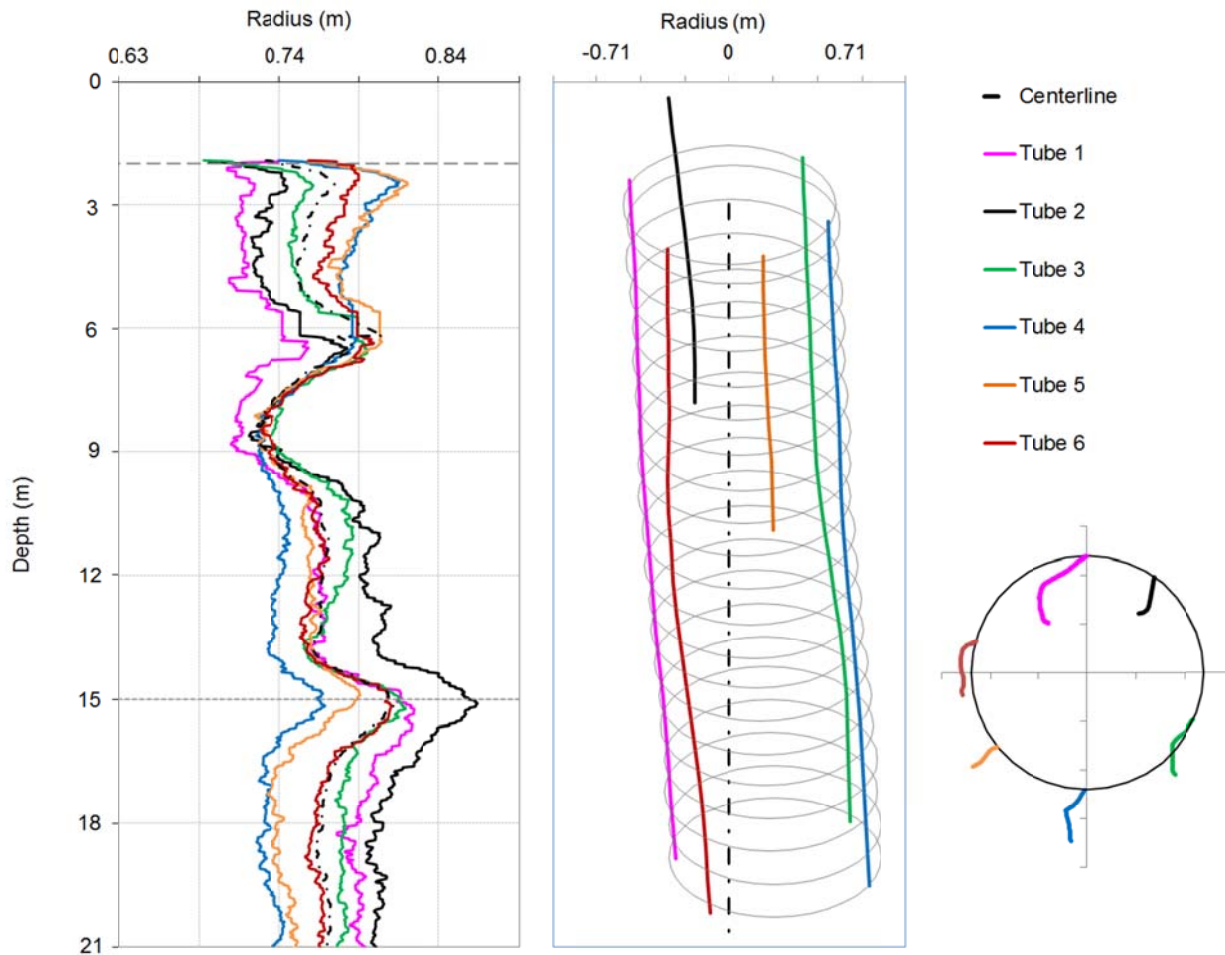 Radius (m)
0.63 0.74 0.84
Radius (m)
-0.71 0 0.71
0
3
6
9
12
15
18
21
Depth (m)
Centerline
Tube 1
Tube 2
Tube 3
Tube 4
Tube 5
Tube 6